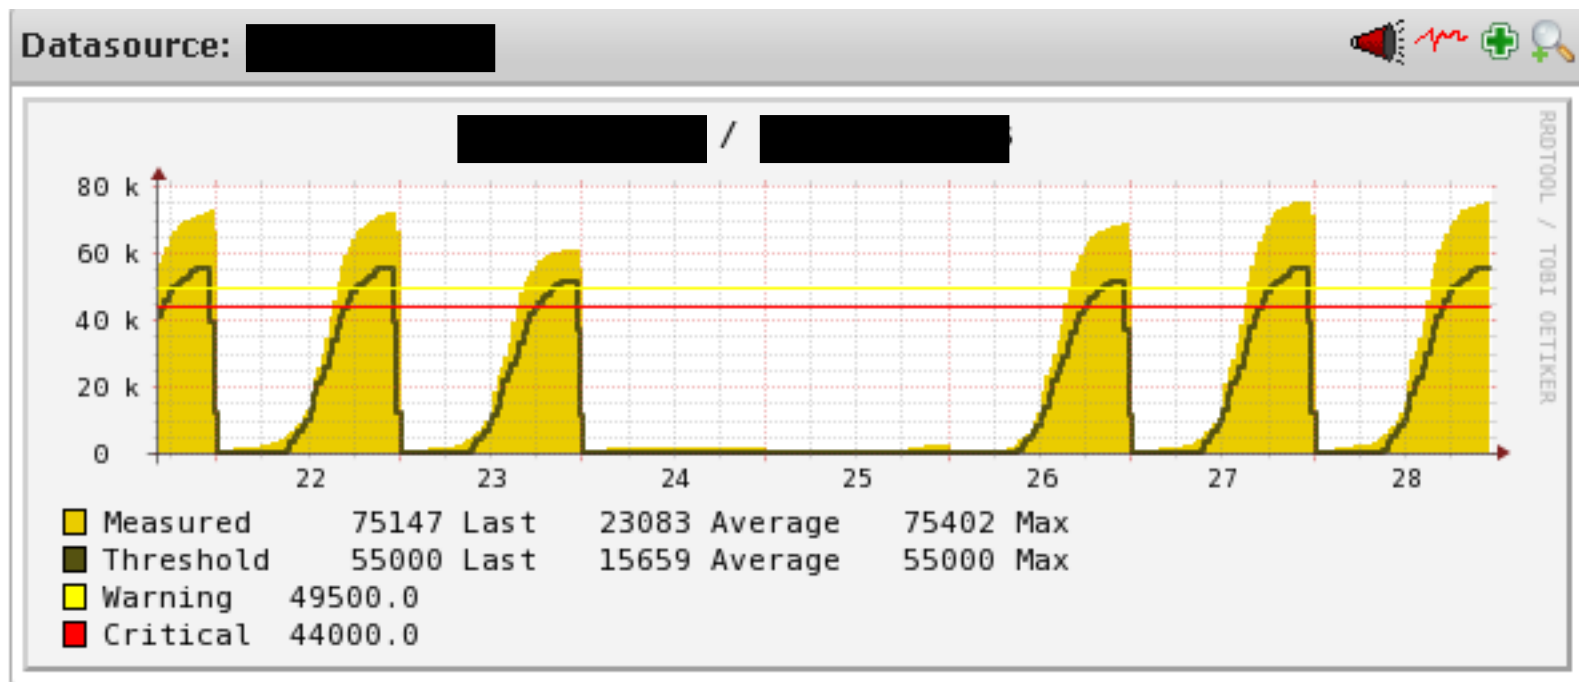 Datasource:
/
RRDTOOL / TOBI OETIKER
80 k
60 k
40 k
20 k
0
22 23 24 25 26 27 28
Measured 75147 Last 23083 Average 75402 Max
Threshold 55000 Last 15659 Average 55000 Max
Warning 49500.0
Critical 44000.0